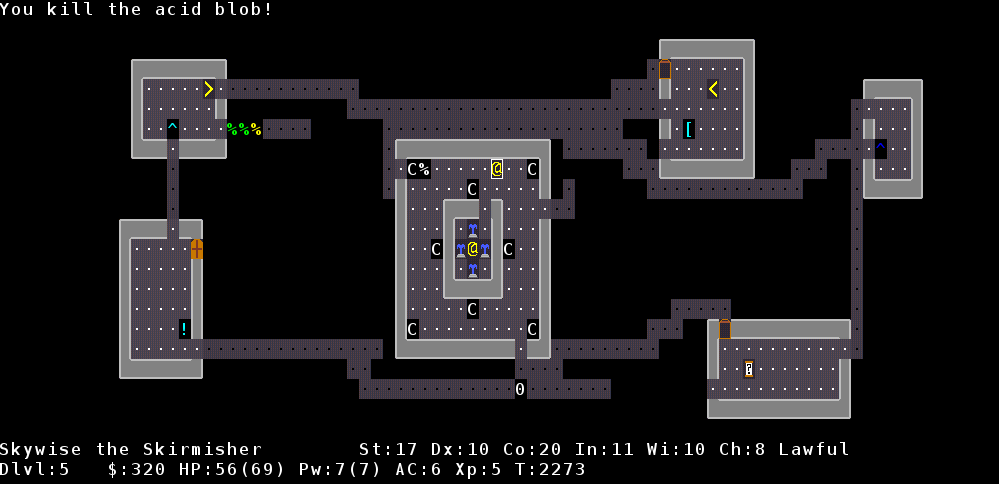 You kill the acid blob!
>
<
^ %%%
[
^
C% @ C
C
C @ C
!
C
C C
?
0
Skywise the Skirmisher St:17 Dx:10 Co:20 In:11 Wi:10 Ch:8 Lawful
Dlvl:5 $:320 HP:56(69) Pw:7(7) AC:6 Xp:5 T:2273